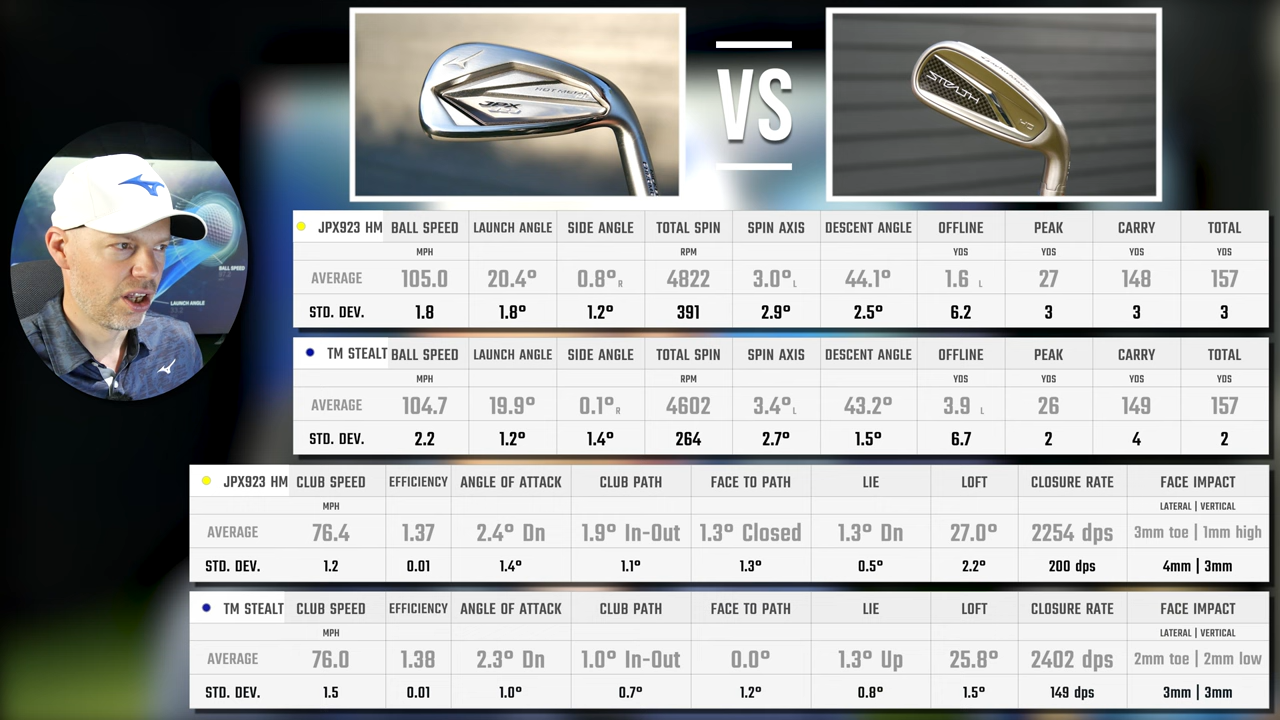 HOT METAL
JPX
923
VS
STEALTH
BALL SPEED
LAUNCH ANGLE
JPX923 HM BALL SPEED LAUNCH ANGLE SIDE ANGLE TOTAL SPIN SPIN AXIS DESCENT ANGLE OFFLINE PEAK CARRY TOTAL
MPH RPM YDS YDS YDS YDS
AVERAGE 105.0 20.4° 0.8° R 4822 3.0° L 44.1° 1.6 L 27 148 157
STD. DEV. 1.8 1.8° 1.2° 391 2.9° 2.5° 6.2 3 3 3
TM STEALT BALL SPEED LAUNCH ANGLE SIDE ANGLE TOTAL SPIN SPIN AXIS DESCENT ANGLE OFFLINE PEAK CARRY TOTAL
MPH RPM YDS YDS YDS YDS
AVERAGE 104.7 19.9° 0.1° R 4602 3.4° L 43.2° 3.9 L 26 149 157
STD. DEV. 2.2 1.2° 1.4° 264 2.7° 1.5° 6.7 2 4 2
JPX923 HM CLUB SPEED EFFICIENCY ANGLE OF ATTACK CLUB PATH FACE TO PATH LIE LOFT CLOSURE RATE FACE IMPACT
MPH LATERAL | VERTICAL
AVERAGE 76.4 1.37 2.4° Dn 1.9° In-Out 1.3° Closed 1.3° Dn 27.0° 2254 dps 3mm toe | 1mm high
STD. DEV. 1.2 0.01 1.4° 1.1° 1.3° 0.5° 2.2° 200 dps 4mm | 3mm
TM STEALT CLUB SPEED EFFICIENCY ANGLE OF ATTACK CLUB PATH FACE TO PATH LIE LOFT CLOSURE RATE FACE IMPACT
MPH LATERAL | VERTICAL
AVERAGE 76.0 1.38 2.3° Dn 1.0° In-Out 0.0° 1.3° Up 25.8° 2402 dps 2mm toe | 2mm low
STD. DEV. 1.5 0.01 1.0° 0.7° 1.2° 0.8° 1.5° 149 dps 3mm | 3mm